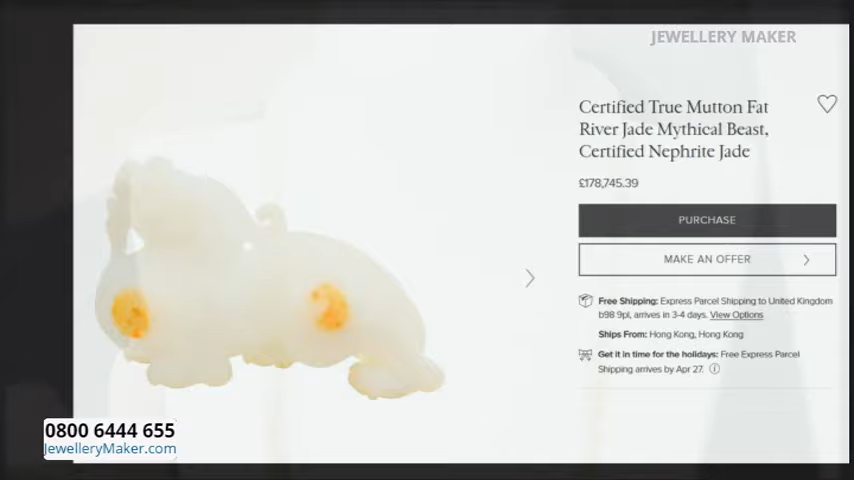 JEWELLERY MAKER
Certified True Mutton Fat
River Jade Mythical Beast,
Certified Nephrite Jade
£178,745.39
PURCHASE
MAKE AN OFFER
Free Shipping: Express Parcel Shipping to United Kingdom
b98 9pl, arrives in 3-4 days. View Options
Ships From: Hong Kong, Hong Kong
Get it in time for the holidays: Free Express Parcel
Shipping arrives by Apr 27.
0800 6444 655
JewelleryMaker.com